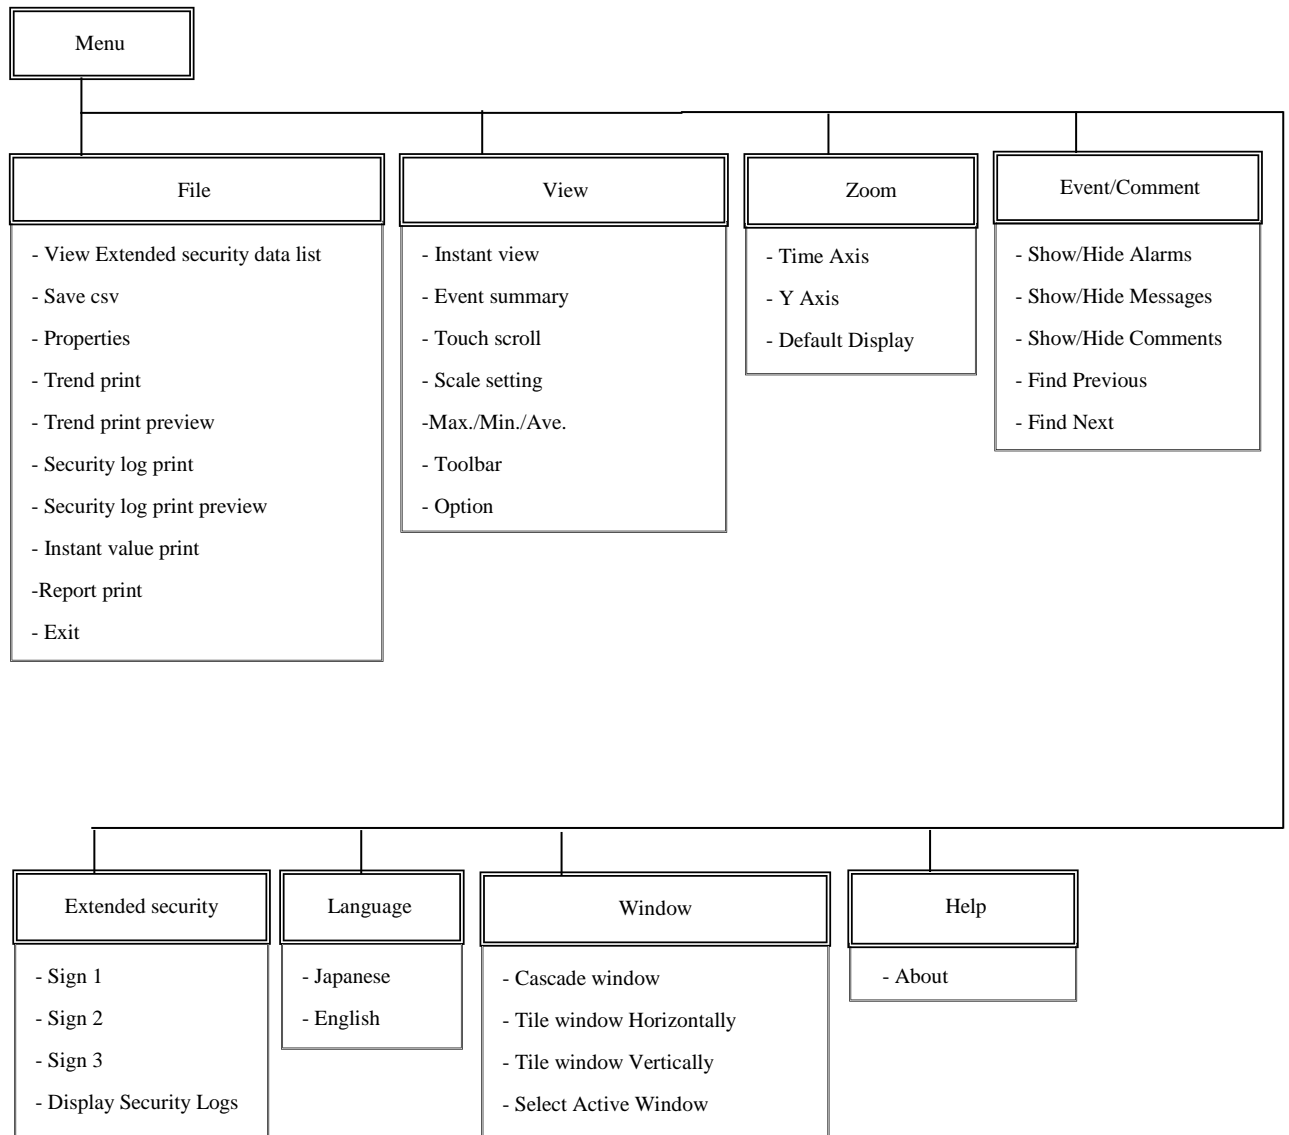 Menu
File
- View Extended security data list
- Save csv
- Properties
- Trend print
- Trend print preview
- Security log print
- Security log print preview
- Instant value print
-Report print
- Exit
View
- Instant view
- Event summary
- Touch scroll
- Scale setting
-Max./Min./Ave.
- Toolbar
- Option
Zoom
- Time Axis
- Y Axis
- Default Display
Event/Comment
- Show/Hide Alarms
- Show/Hide Messages
- Show/Hide Comments
- Find Previous
- Find Next
Extended security
- Sign 1
- Sign 2
- Sign 3
- Display Security Logs
Language
- Japanese
- English
Window
- Cascade window
- Tile window Horizontally
- Tile window Vertically
- Select Active Window
Help
- About